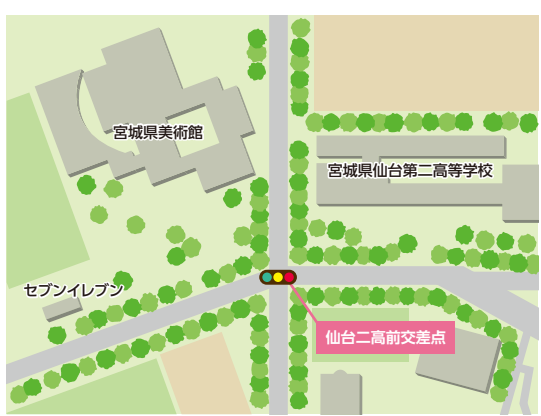 宮城県美術館
宮城県仙台第二高等学校
セブンイレブン
仙台二高前交差点